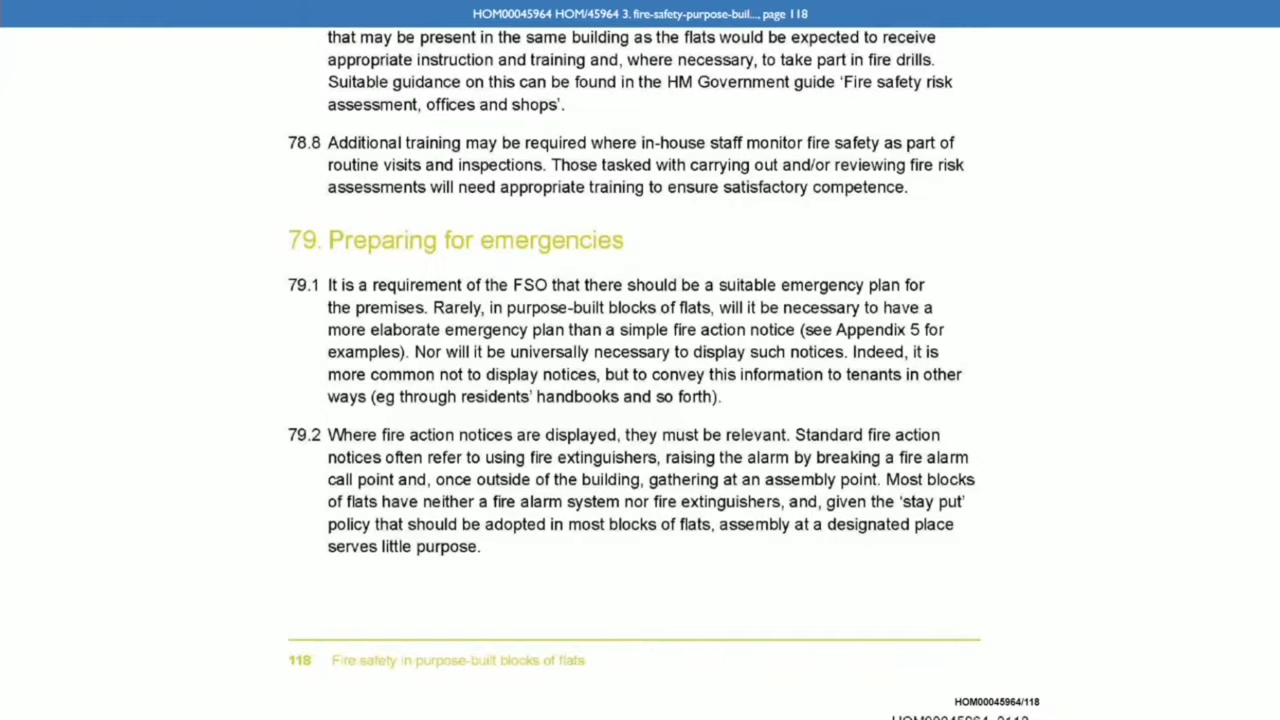 HOM00045964 HOM/45964 3. fire-safety-purpose-buil..., page 118
that may be present in the same building as the flats would be expected to receive
appropriate instruction and training and, where necessary, to take part in fire drills.
Suitable guidance on this can be found in the HM Government guide ‘Fire safety risk
assessment, offices and shops’.
78.8 Additional training may be required where in-house staff monitor fire safety as part of
routine visits and inspections. Those tasked with carrying out and/or reviewing fire risk
assessments will need appropriate training to ensure satisfactory competence.
79. Preparing for emergencies
79.1 It is a requirement of the FSO that there should be a suitable emergency plan for
the premises. Rarely, in purpose-built blocks of flats, will it be necessary to have a
more elaborate emergency plan than a simple fire action notice (see Appendix 5 for
examples). Nor will it be universally necessary to display such notices. Indeed, it is
more common not to display notices, but to convey this information to tenants in other
ways (eg through residents’ handbooks and so forth).
79.2 Where fire action notices are displayed, they must be relevant. Standard fire action
notices often refer to using fire extinguishers, raising the alarm by breaking a fire alarm
call point and, once outside of the building, gathering at an assembly point. Most blocks
of flats have neither a fire alarm system nor fire extinguishers, and, given the ‘stay put’
policy that should be adopted in most blocks of flats, assembly at a designated place
serves little purpose.
118 Fire safety in purpose-built blocks of flats
HOM00045964/118